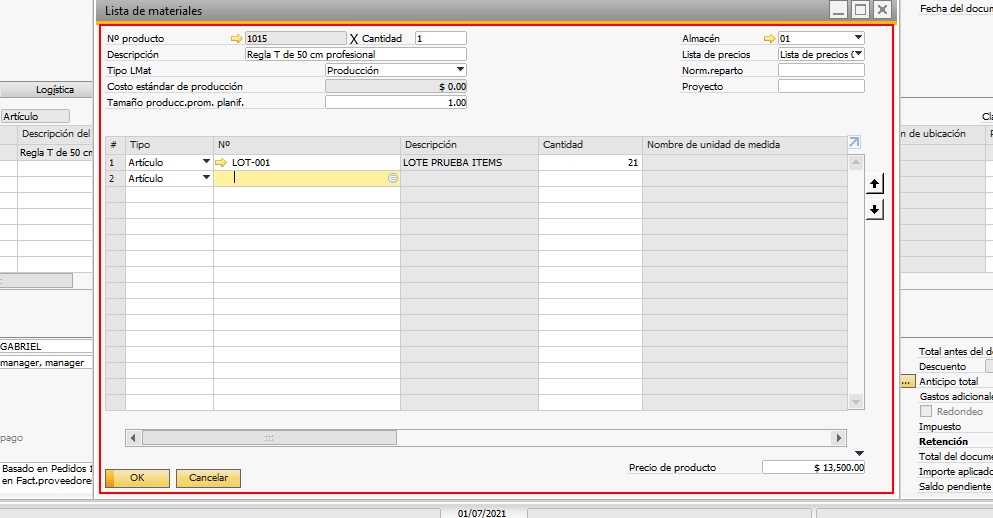 Lista de materiales
Fecha del docum
Nº producto 1015 X Cantidad 1 Almacén 01
Descripción Regla T de 50 cm profesional Lista de precios Lista de precios (
Tipo LMat Producción Norm.reparto
Costo estándar de producción $ 0.00 Proyecto
Tamaño producc.prom. planif. 1.00
Logística
Artículo
Descripción del
Regla T de 50 cm
Cla
n de ubicación
# Tipo Nº Descripción Cantidad Nombre de unidad de medida
1 Artículo LOT-001 LOTE PRUEBA ITEMS 21
2 Artículo
GABRIEL
manager, manager
pago
Basado en Pedidos 1
en Fact.proveedores
Precio de producto $ 13,500.00
OK Cancelar
Total antes del d
Descuento
... Anticipo total
Gastos adicionale
Redondeo
Impuesto
Retención
Total del docume
Importe aplicado
Saldo pendiente
01/07/2021